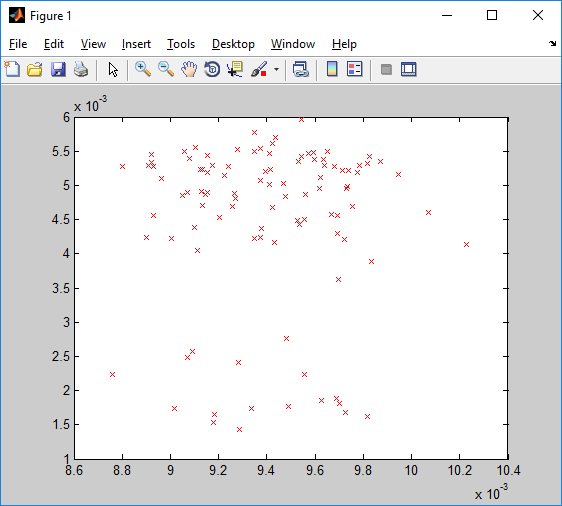 Figure 1
File Edit View Insert Tools Desktop Window Help
x 10-3
6
5.5
5
4.5
4
3.5
3
2.5
2
1.5
1
8.6 8.8 9 9.2 9.4 9.6 9.8 10 10.2 10.4
x 10-3